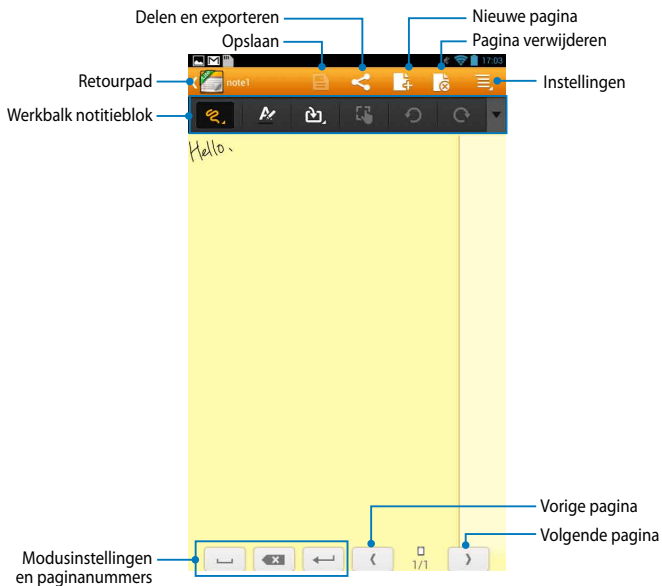 Delen en exporteren
Nieuwe pagina
Opslaan
Pagina verwijderen
17:03
Retourpad
note1
Instellingen
Werkbalk notitieblok
Hello.
Vorige pagina
Volgende pagina
Modusinstellingen
en paginanummers
1/1